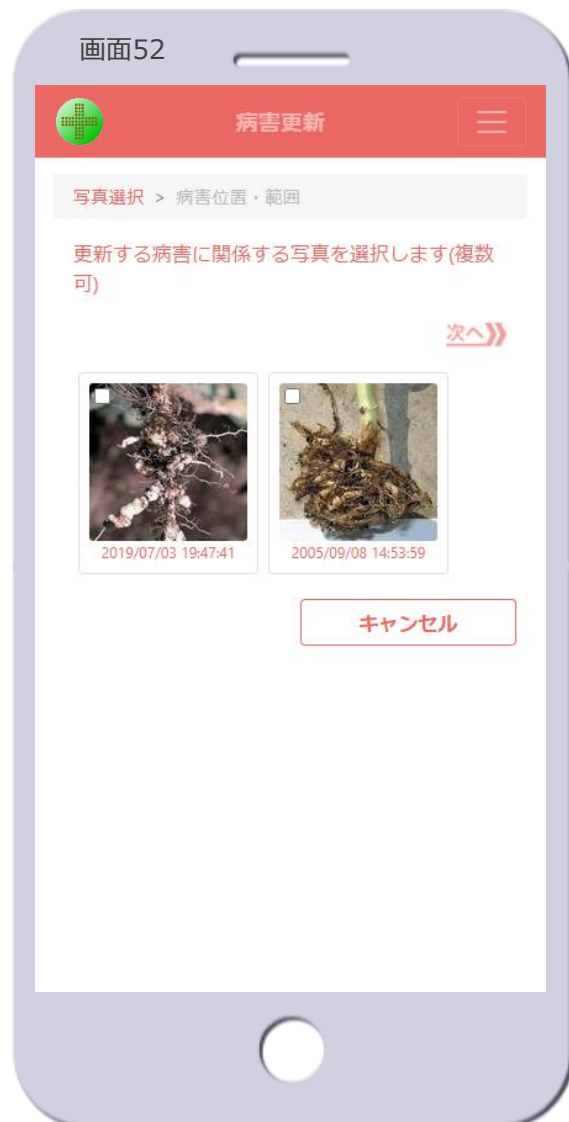 画面52
病害更新
写真選択 > 病害位置・範囲
更新する病害に関係する写真を選択します(複数
可)
次へ
2019/07/03 19:47:41
2005/09/08 14:53:59
キャンセル